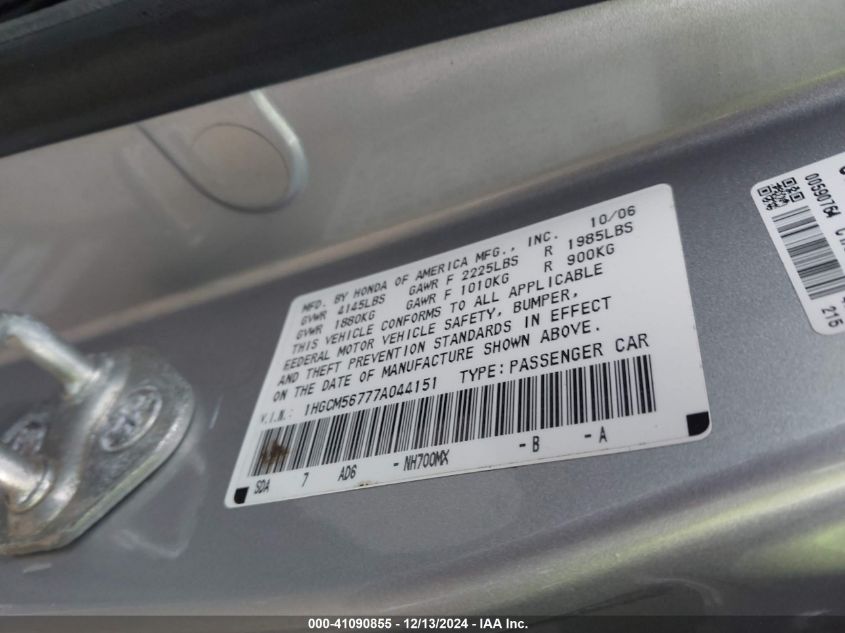 MFD. BY HONDA OF AMERICA MFG., INC. 10/06
GVWR 4145LBS GAWR F 2225LBS R 1985LBS
GVWR 1880KG GAWR F 1010KG R 900KG
THIS VEHICLE CONFORMS TO ALL APPLICABLE
FEDERAL MOTOR VEHICLE SAFETY, BUMPER,
AND THEFT PREVENTION STANDARDS IN EFFECT
ON THE DATE OF MANUFACTURE SHOWN ABOVE.
V.I.N.: 1HGCM56777A044151 TYPE: PASSENGER CAR
SDA 7 AD6 - NH700MX - B - A
00590764
215
000-41090855 - 12/13/2024 - IAA Inc.